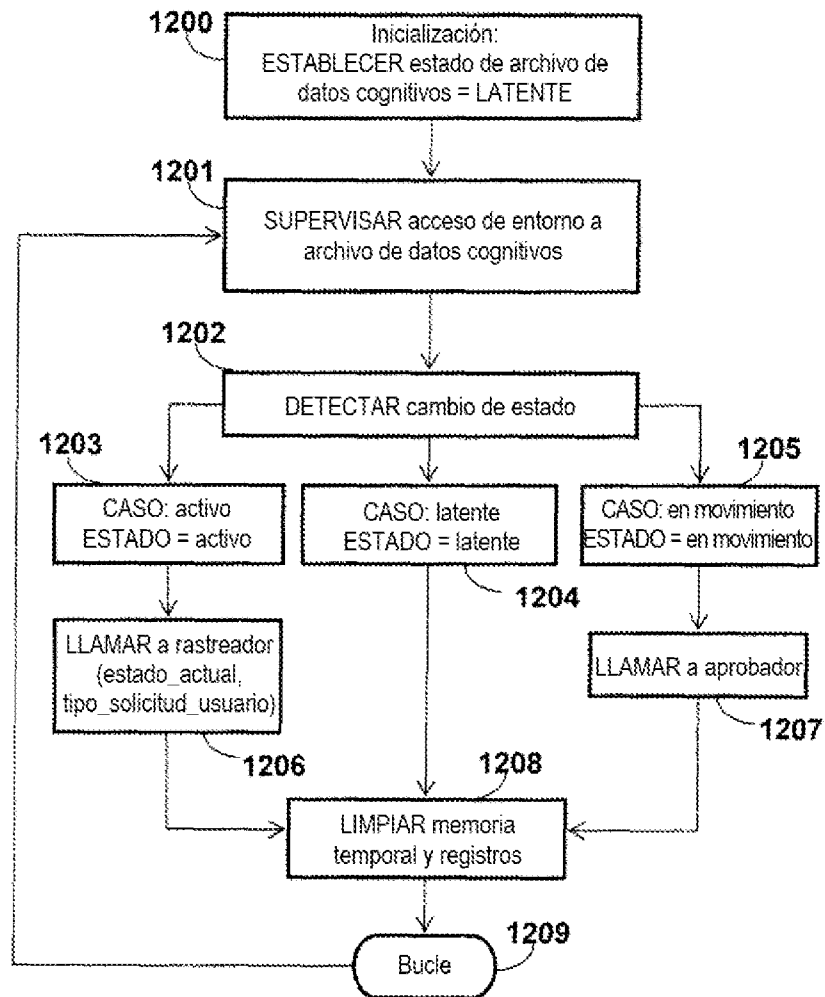 1200
Inicialización:
ESTABLECER estado de archivo de
datos cognitivos = LATENTE
1201
SUPERVISAR acceso de entorno a
archivo de datos cognitivos
1202
DETECTAR cambio de estado
1203
CASO: activo
ESTADO = activo
CASO: latente
ESTADO = latente
1204
1205
CASO: en movimiento
ESTADO = en movimiento
LLAMAR a rastreador
(estado_actual,
tipo_solicitud_usuario)
1206
LLAMAR a aprobador
1207
1208
LIMPIAR memoria
temporal y registros
1209
Bucle